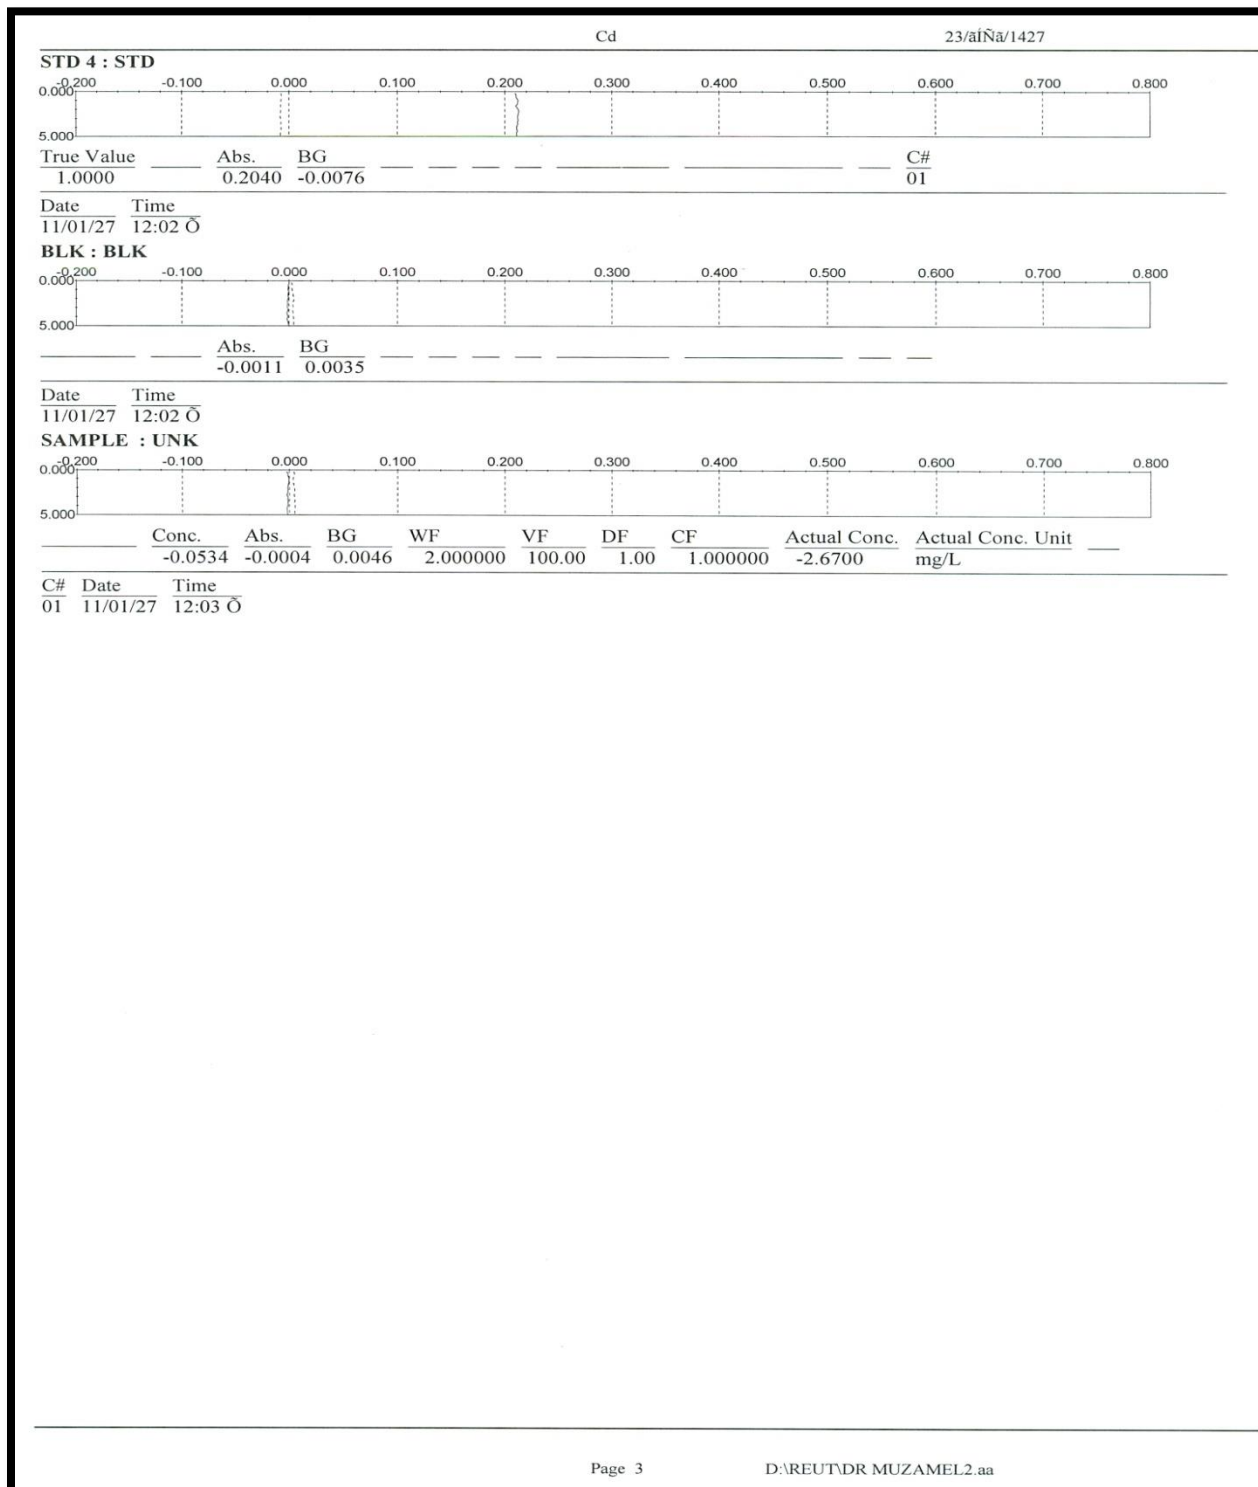 Cd 23/ãÍÑã/1427
STD 4 : STD
-0.200 -0.100 0.000 0.100 0.200 0.300 0.400 0.500 0.600 0.700 0.800
0.000
5.000
True Value Abs. BG C#
1.0000 0.2040 -0.0076 01
Date Time
11/01/27 12:02 Õ
BLK : BLK
-0.200 -0.100 0.000 0.100 0.200 0.300 0.400 0.500 0.600 0.700 0.800
0.000
5.000
Abs. BG
-0.0011 0.0035
Date Time
11/01/27 12:02 Õ
SAMPLE : UNK
-0.200 -0.100 0.000 0.100 0.200 0.300 0.400 0.500 0.600 0.700 0.800
0.000
5.000
Conc. Abs. BG WF VF DF CF Actual Conc. Actual Conc. Unit
-0.0534 -0.0004 0.0046 2.000000 100.00 1.00 1.000000 -2.6700 mg/L
C# Date Time
01 11/01/27 12:03 Õ
Page 3 D:\REUT\DR MUZAMEL2.aa